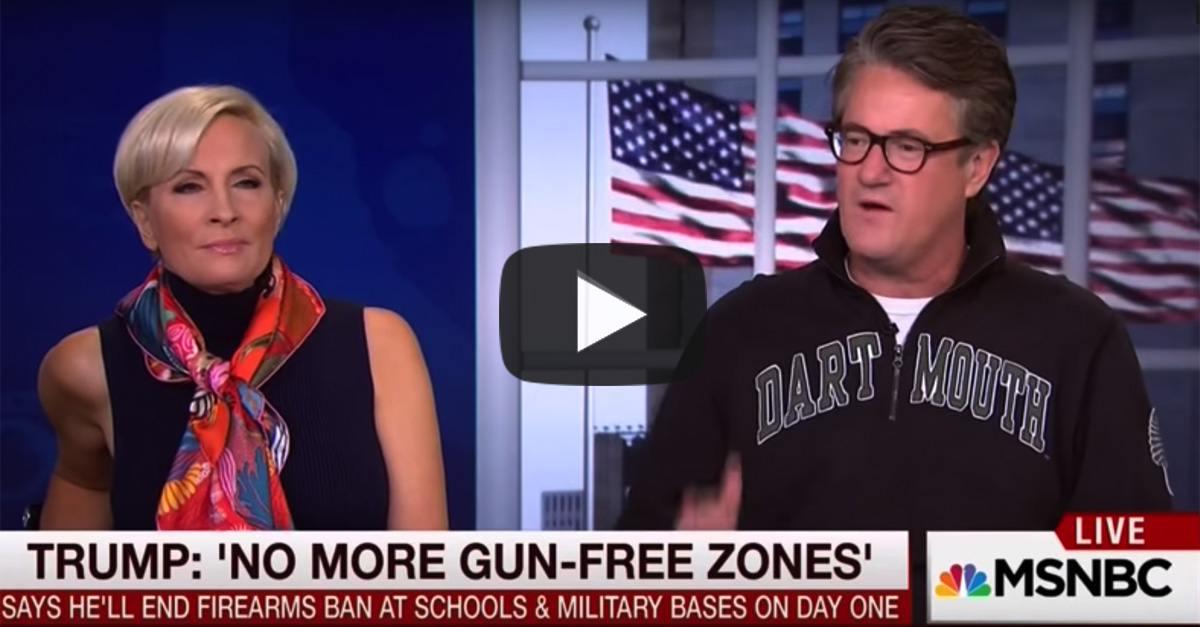 DARTMOUTH
TRUMP: 'NO MORE GUN-FREE ZONES'
SAYS HE'LL END FIREARMS BAN AT SCHOOLS & MILITARY BASES ON DAY ONE
LIVE
MSNBC